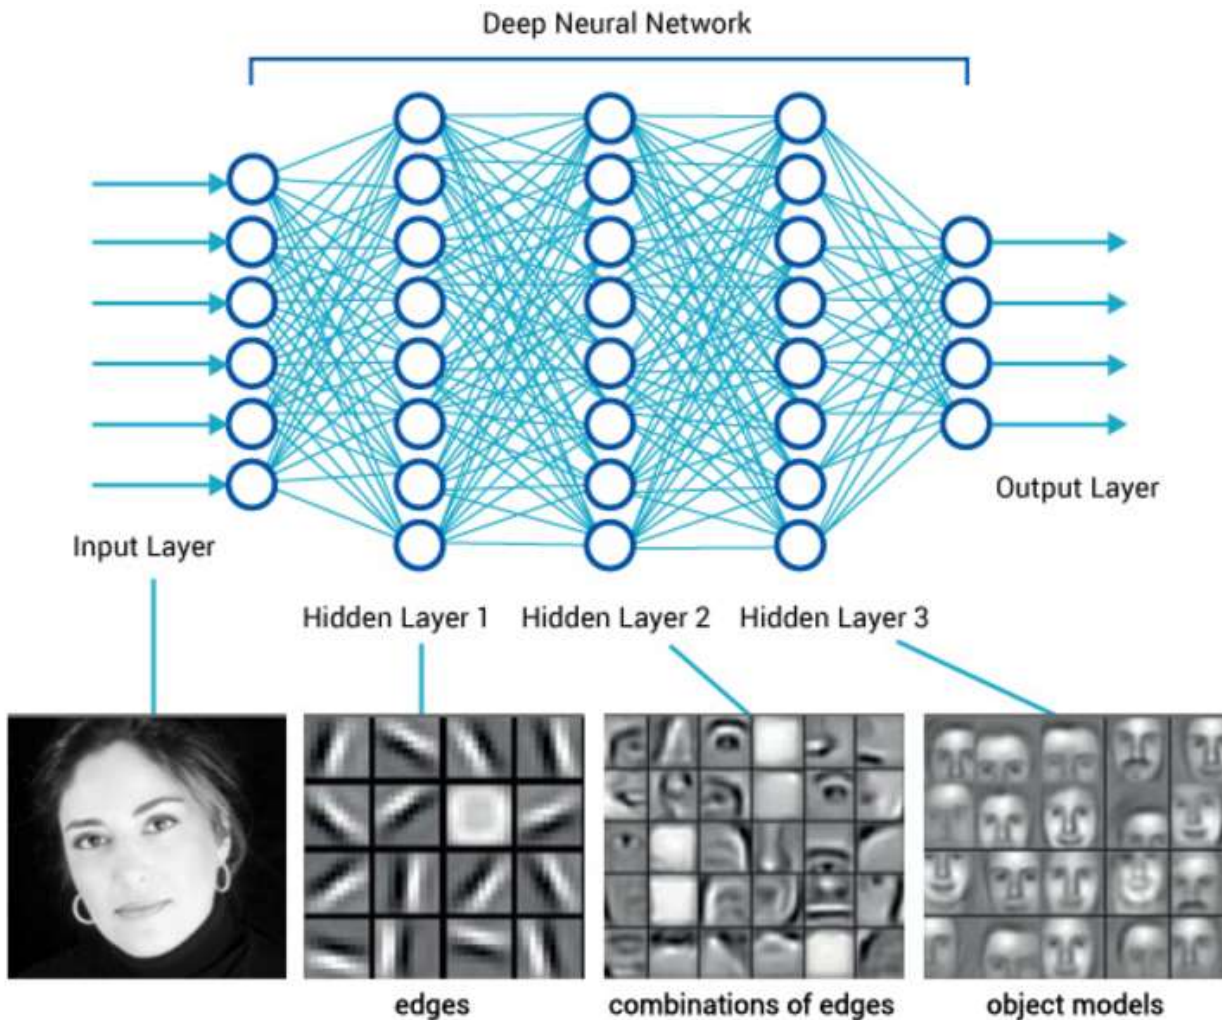 Deep Neural Network
Output Layer
Input Layer
Hidden Layer 1
Hidden Layer 2
Hidden Layer 3
edges
combinations of edges
object models